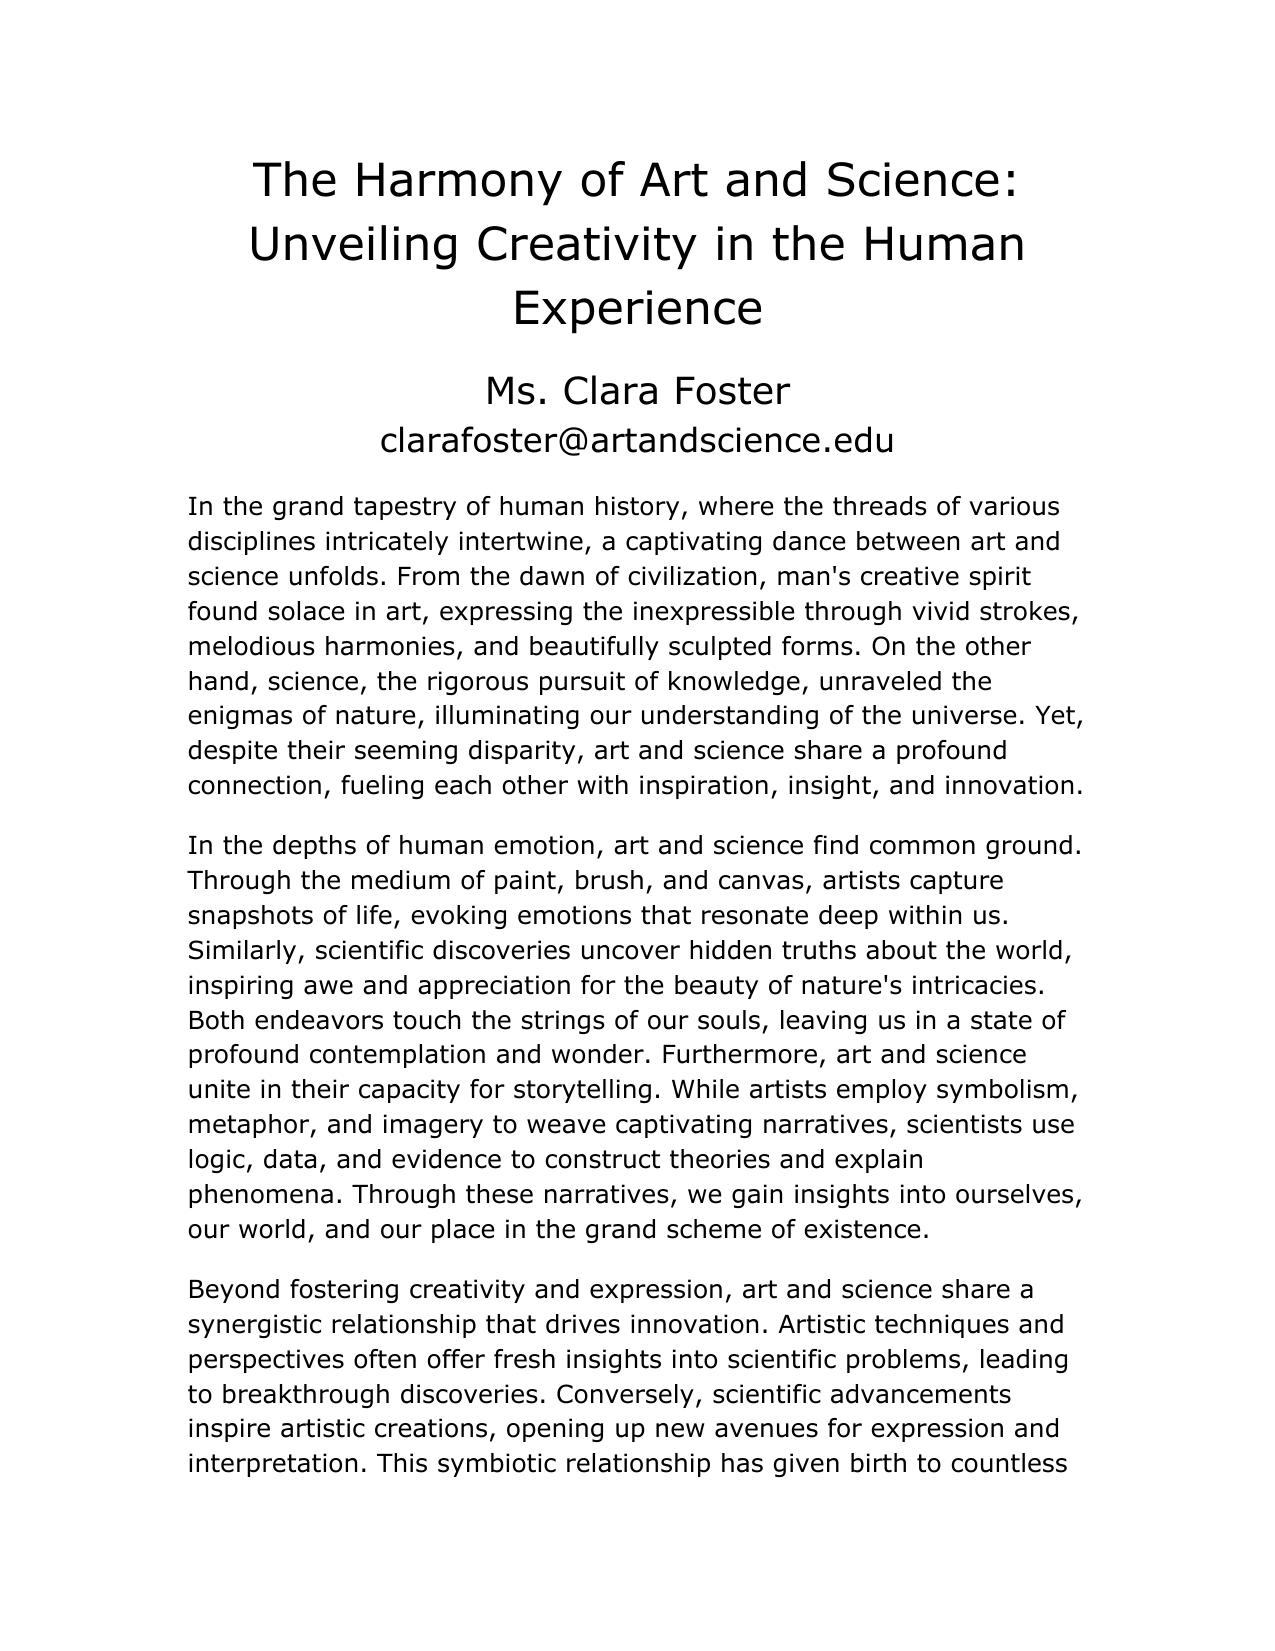 The Harmony of Art and Science:
Unveiling Creativity in the Human
Experience
Ms. Clara Foster
clarafoster@artandscience.edu
In the grand tapestry of human history, where the threads of various
disciplines intricately intertwine, a captivating dance between art and
science unfolds. From the dawn of civilization, man's creative spirit
found solace in art, expressing the inexpressible through vivid strokes,
melodious harmonies, and beautifully sculpted forms. On the other
hand, science, the rigorous pursuit of knowledge, unraveled the
enigmas of nature, illuminating our understanding of the universe. Yet,
despite their seeming disparity, art and science share a profound
connection, fueling each other with inspiration, insight, and innovation.
In the depths of human emotion, art and science find common ground.
Through the medium of paint, brush, and canvas, artists capture
snapshots of life, evoking emotions that resonate deep within us.
Similarly, scientific discoveries uncover hidden truths about the world,
inspiring awe and appreciation for the beauty of nature's intricacies.
Both endeavors touch the strings of our souls, leaving us in a state of
profound contemplation and wonder. Furthermore, art and science
unite in their capacity for storytelling. While artists employ symbolism,
metaphor, and imagery to weave captivating narratives, scientists use
logic, data, and evidence to construct theories and explain
phenomena. Through these narratives, we gain insights into ourselves,
our world, and our place in the grand scheme of existence.
Beyond fostering creativity and expression, art and science share a
synergistic relationship that drives innovation. Artistic techniques and
perspectives often offer fresh insights into scientific problems, leading
to breakthrough discoveries. Conversely, scientific advancements
inspire artistic creations, opening up new avenues for expression and
interpretation. This symbiotic relationship has given birth to countless